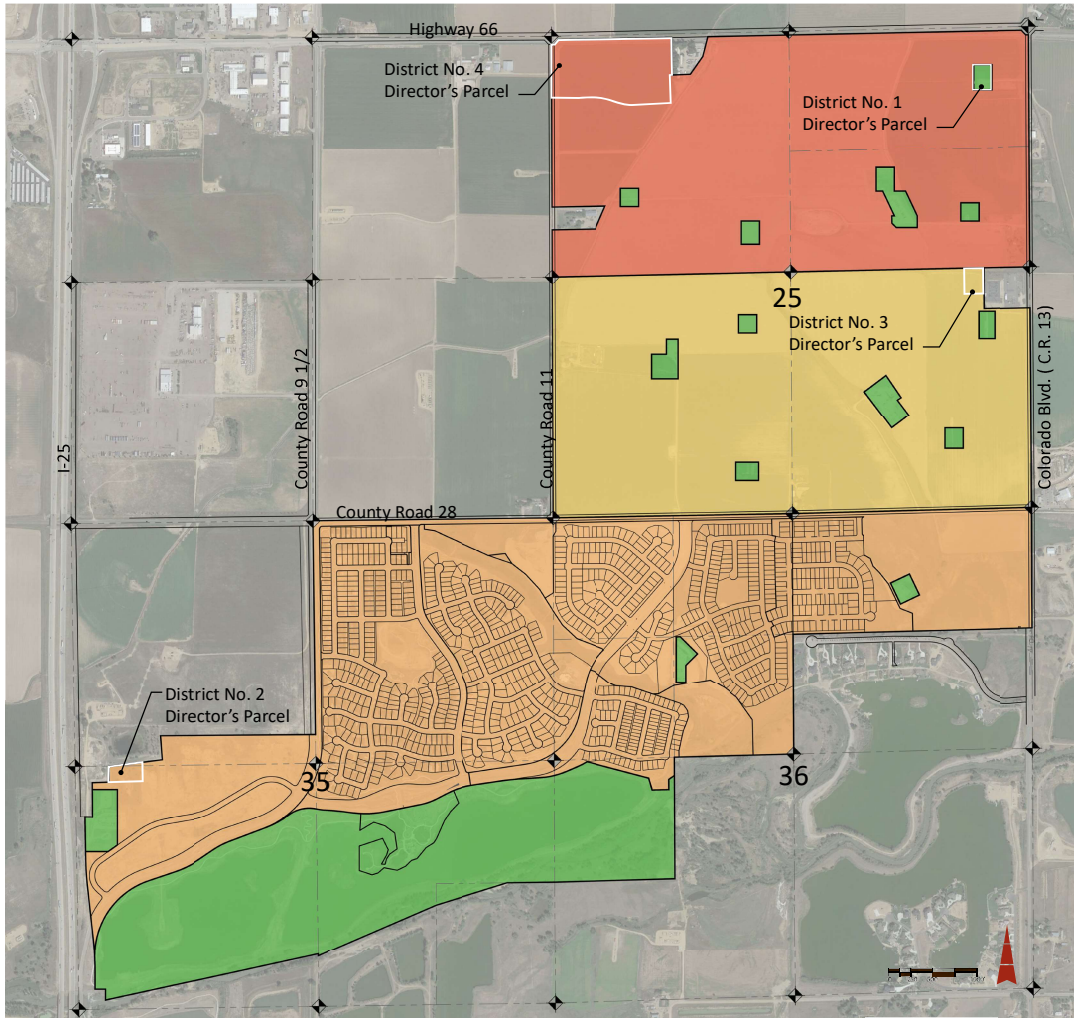 Highway 66
District No. 4
Director's Parcel
District No. 1
Director's Parcel
25
District No. 3
Director's Parcel
I-25
County Road 9 1/2
County Road 11
Colorado Blvd. ( C.R. 13)
County Road 28
District No. 2
Director's Parcel
35
36